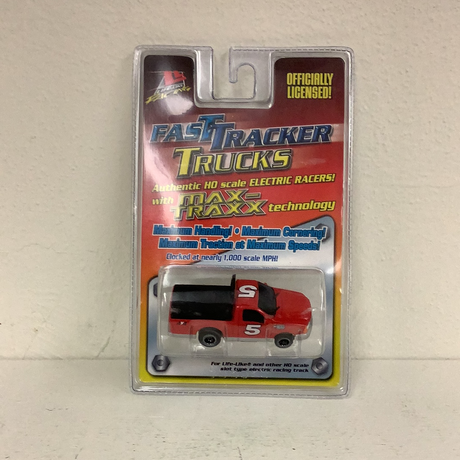 OFFICIALLY
LICENSED!
FAST TRACKER
TRUCKS
Authentic HO scale ELECTRIC RACERS!
with MAX-
TRAXX technology
Maximum Handling! • Maximum Cornering!
Maximum Traction at Maximum Speeds!
Clocked at nearly 1,000 scale MPH!
5
5
For Life-Like® and other HO scale
slot type electric racing track